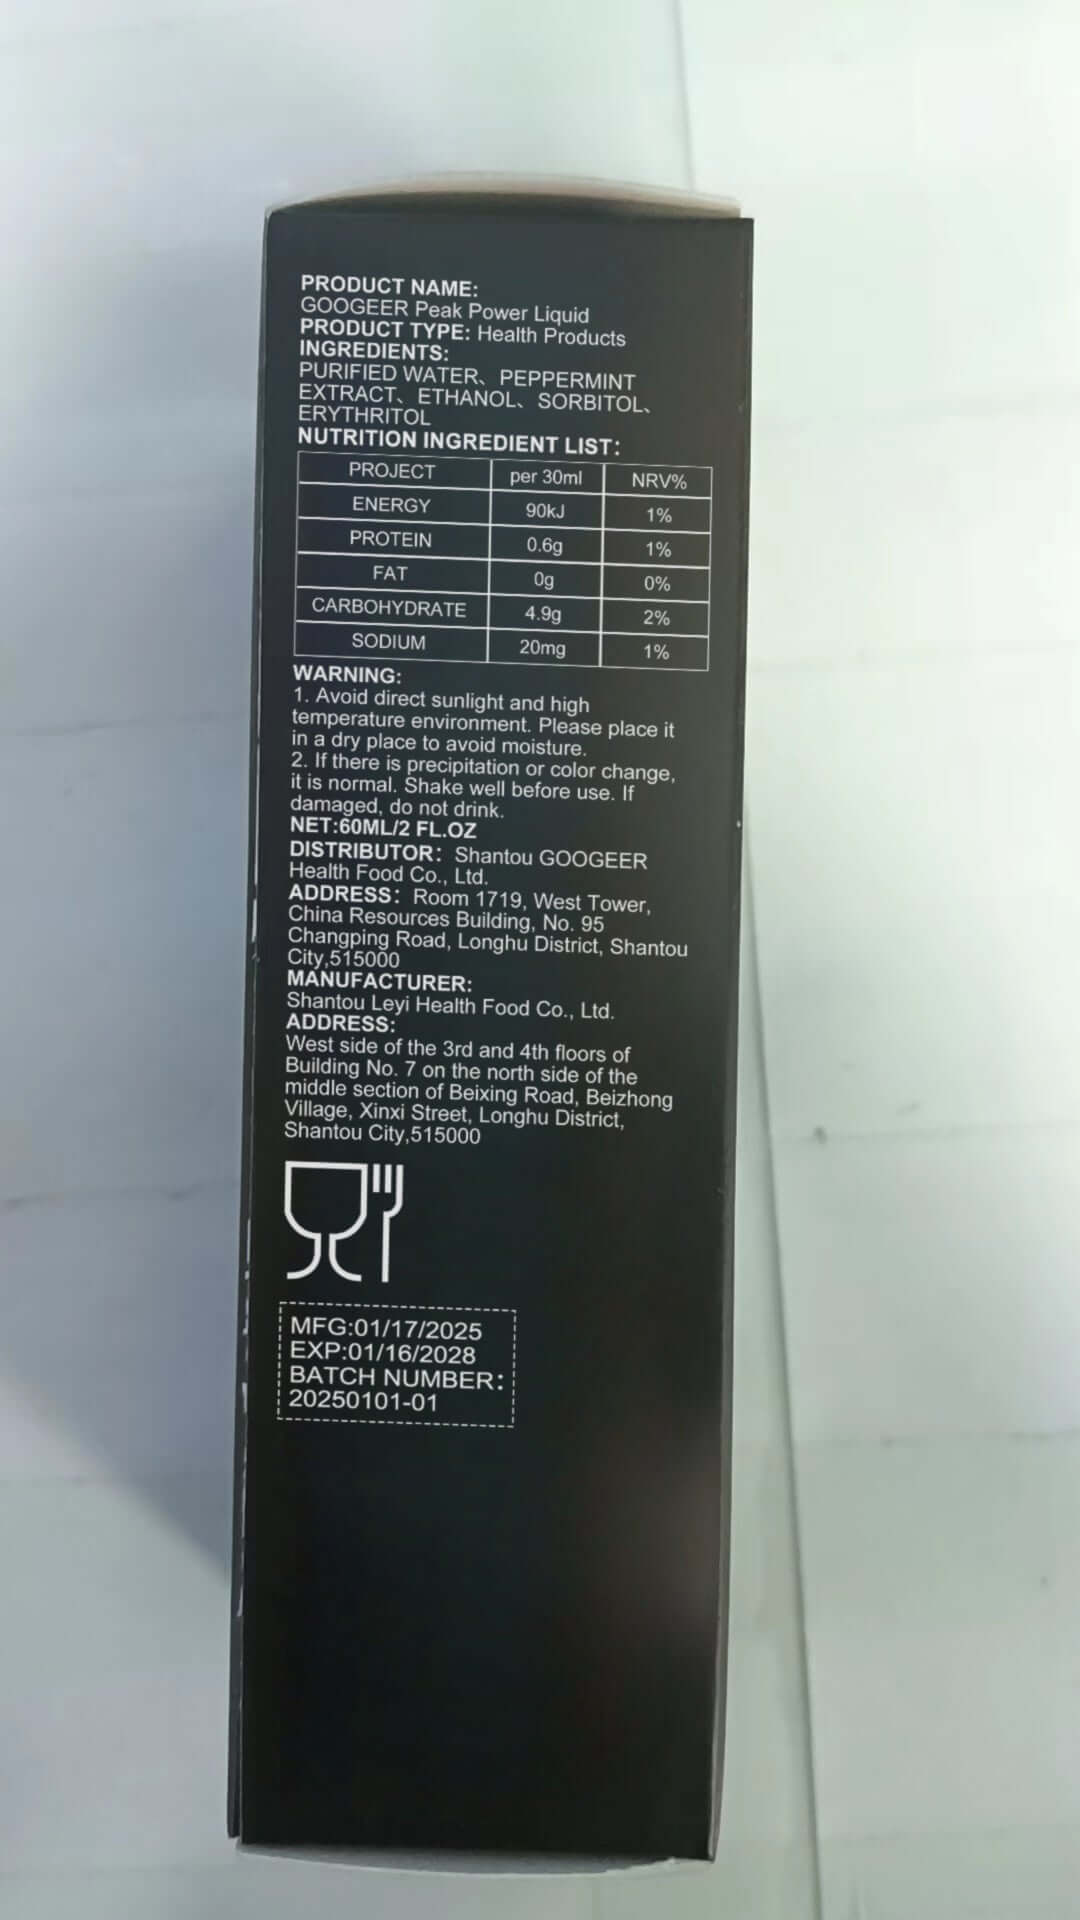 PRODUCT NAME:
GOOGEER Peak Power Liquid
PRODUCT TYPE: Health Products
INGREDIENTS:
PURIFIED WATER、PEPPERMINT
EXTRACT、ETHANOL、SORBITOL、
ERYTHRITOL
NUTRITION INGREDIENT LIST：
PROJECT per 30ml NRV%
ENERGY 90kJ 1%
PROTEIN 0.6g 1%
FAT 0g 0%
CARBOHYDRATE 4.9g 2%
SODIUM 20mg 1%
WARNING:
1. Avoid direct sunlight and high
temperature environment. Please place it
in a dry place to avoid moisture.
2. If there is precipitation or color change,
it is normal. Shake well before use. If
damaged, do not drink.
NET:60ML/2 FL.OZ
DISTRIBUTOR： Shantou GOOGEER
Health Food Co., Ltd.
ADDRESS： Room 1719, West Tower,
China Resources Building, No. 95
Changping Road, Longhu District, Shantou
City,515000
MANUFACTURER:
Shantou Leyi Health Food Co., Ltd.
ADDRESS:
West side of the 3rd and 4th floors of
Building No. 7 on the north side of the
middle section of Beixing Road, Beizhong
Village, Xinxi Street, Longhu District,
Shantou City,515000
MFG:01/17/2025
EXP:01/16/2028
BATCH NUMBER：
20250101-01